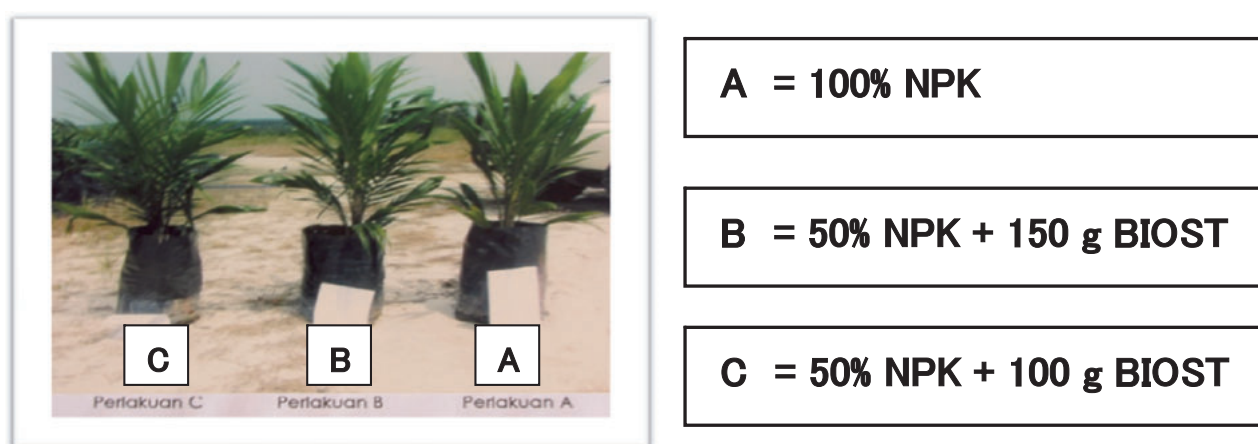 C
B
A
Perlakuan C
Perlakuan B
Perlakuan A
A = 100% NPK
B = 50% NPK + 150 g BIOST
C = 50% NPK + 100 g BIOST